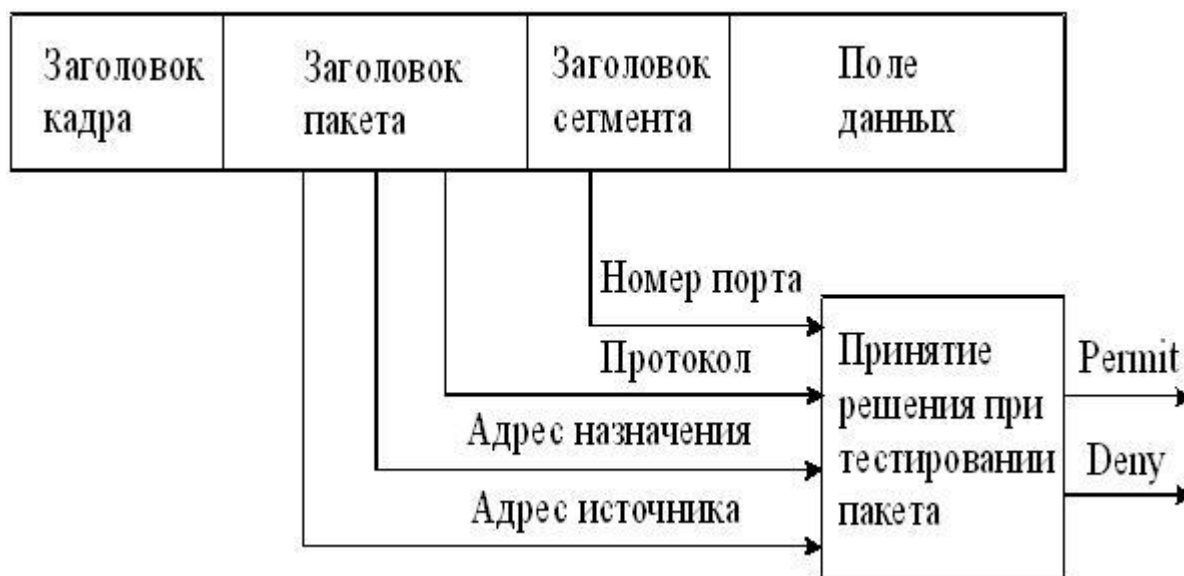 Заголовок
кадра
Заголовок
пакета
Заголовок
сегмента
Поле
данных
Номер порта
Протокол
Адрес назначения
Адрес источника
Принятие
решения при
тестировании
пакета
Permit
Deny